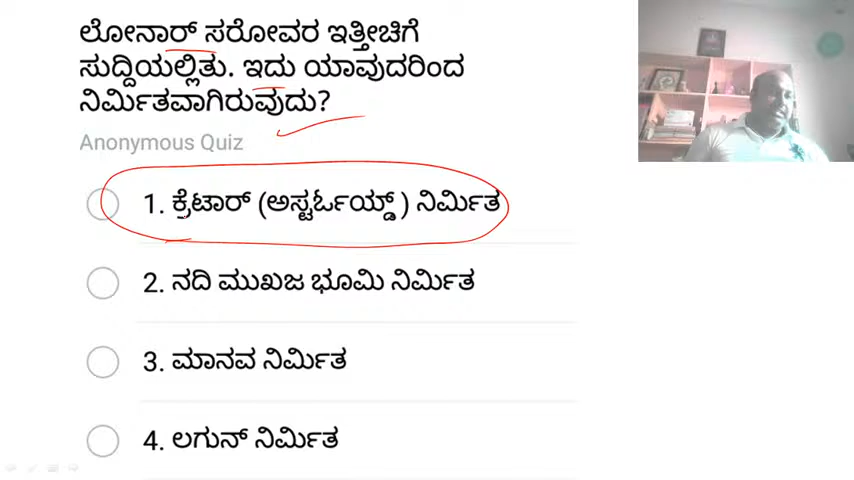 ಲೋನಾರ್ ಸರೋವರ ಇತ್ತೀಚಿಗೆ
ಸುದ್ದಿಯಲ್ಲಿತು. ಇದು ಯಾವುದರಿಂದ
ನಿರ್ಮಿತವಾಗಿರುವುದು?
Anonymous Quiz
1. ಕ್ರೆಟಾರ್ (ಅಸ್ಟರ್ಓಯ್ಡ್ ) ನಿರ್ಮಿತ
2. ನದಿ ಮುಖಜ ಭೂಮಿ ನಿರ್ಮಿತ
3. ಮಾನವ ನಿರ್ಮಿತ
4. ಲಗುನ್ ನಿರ್ಮಿತ